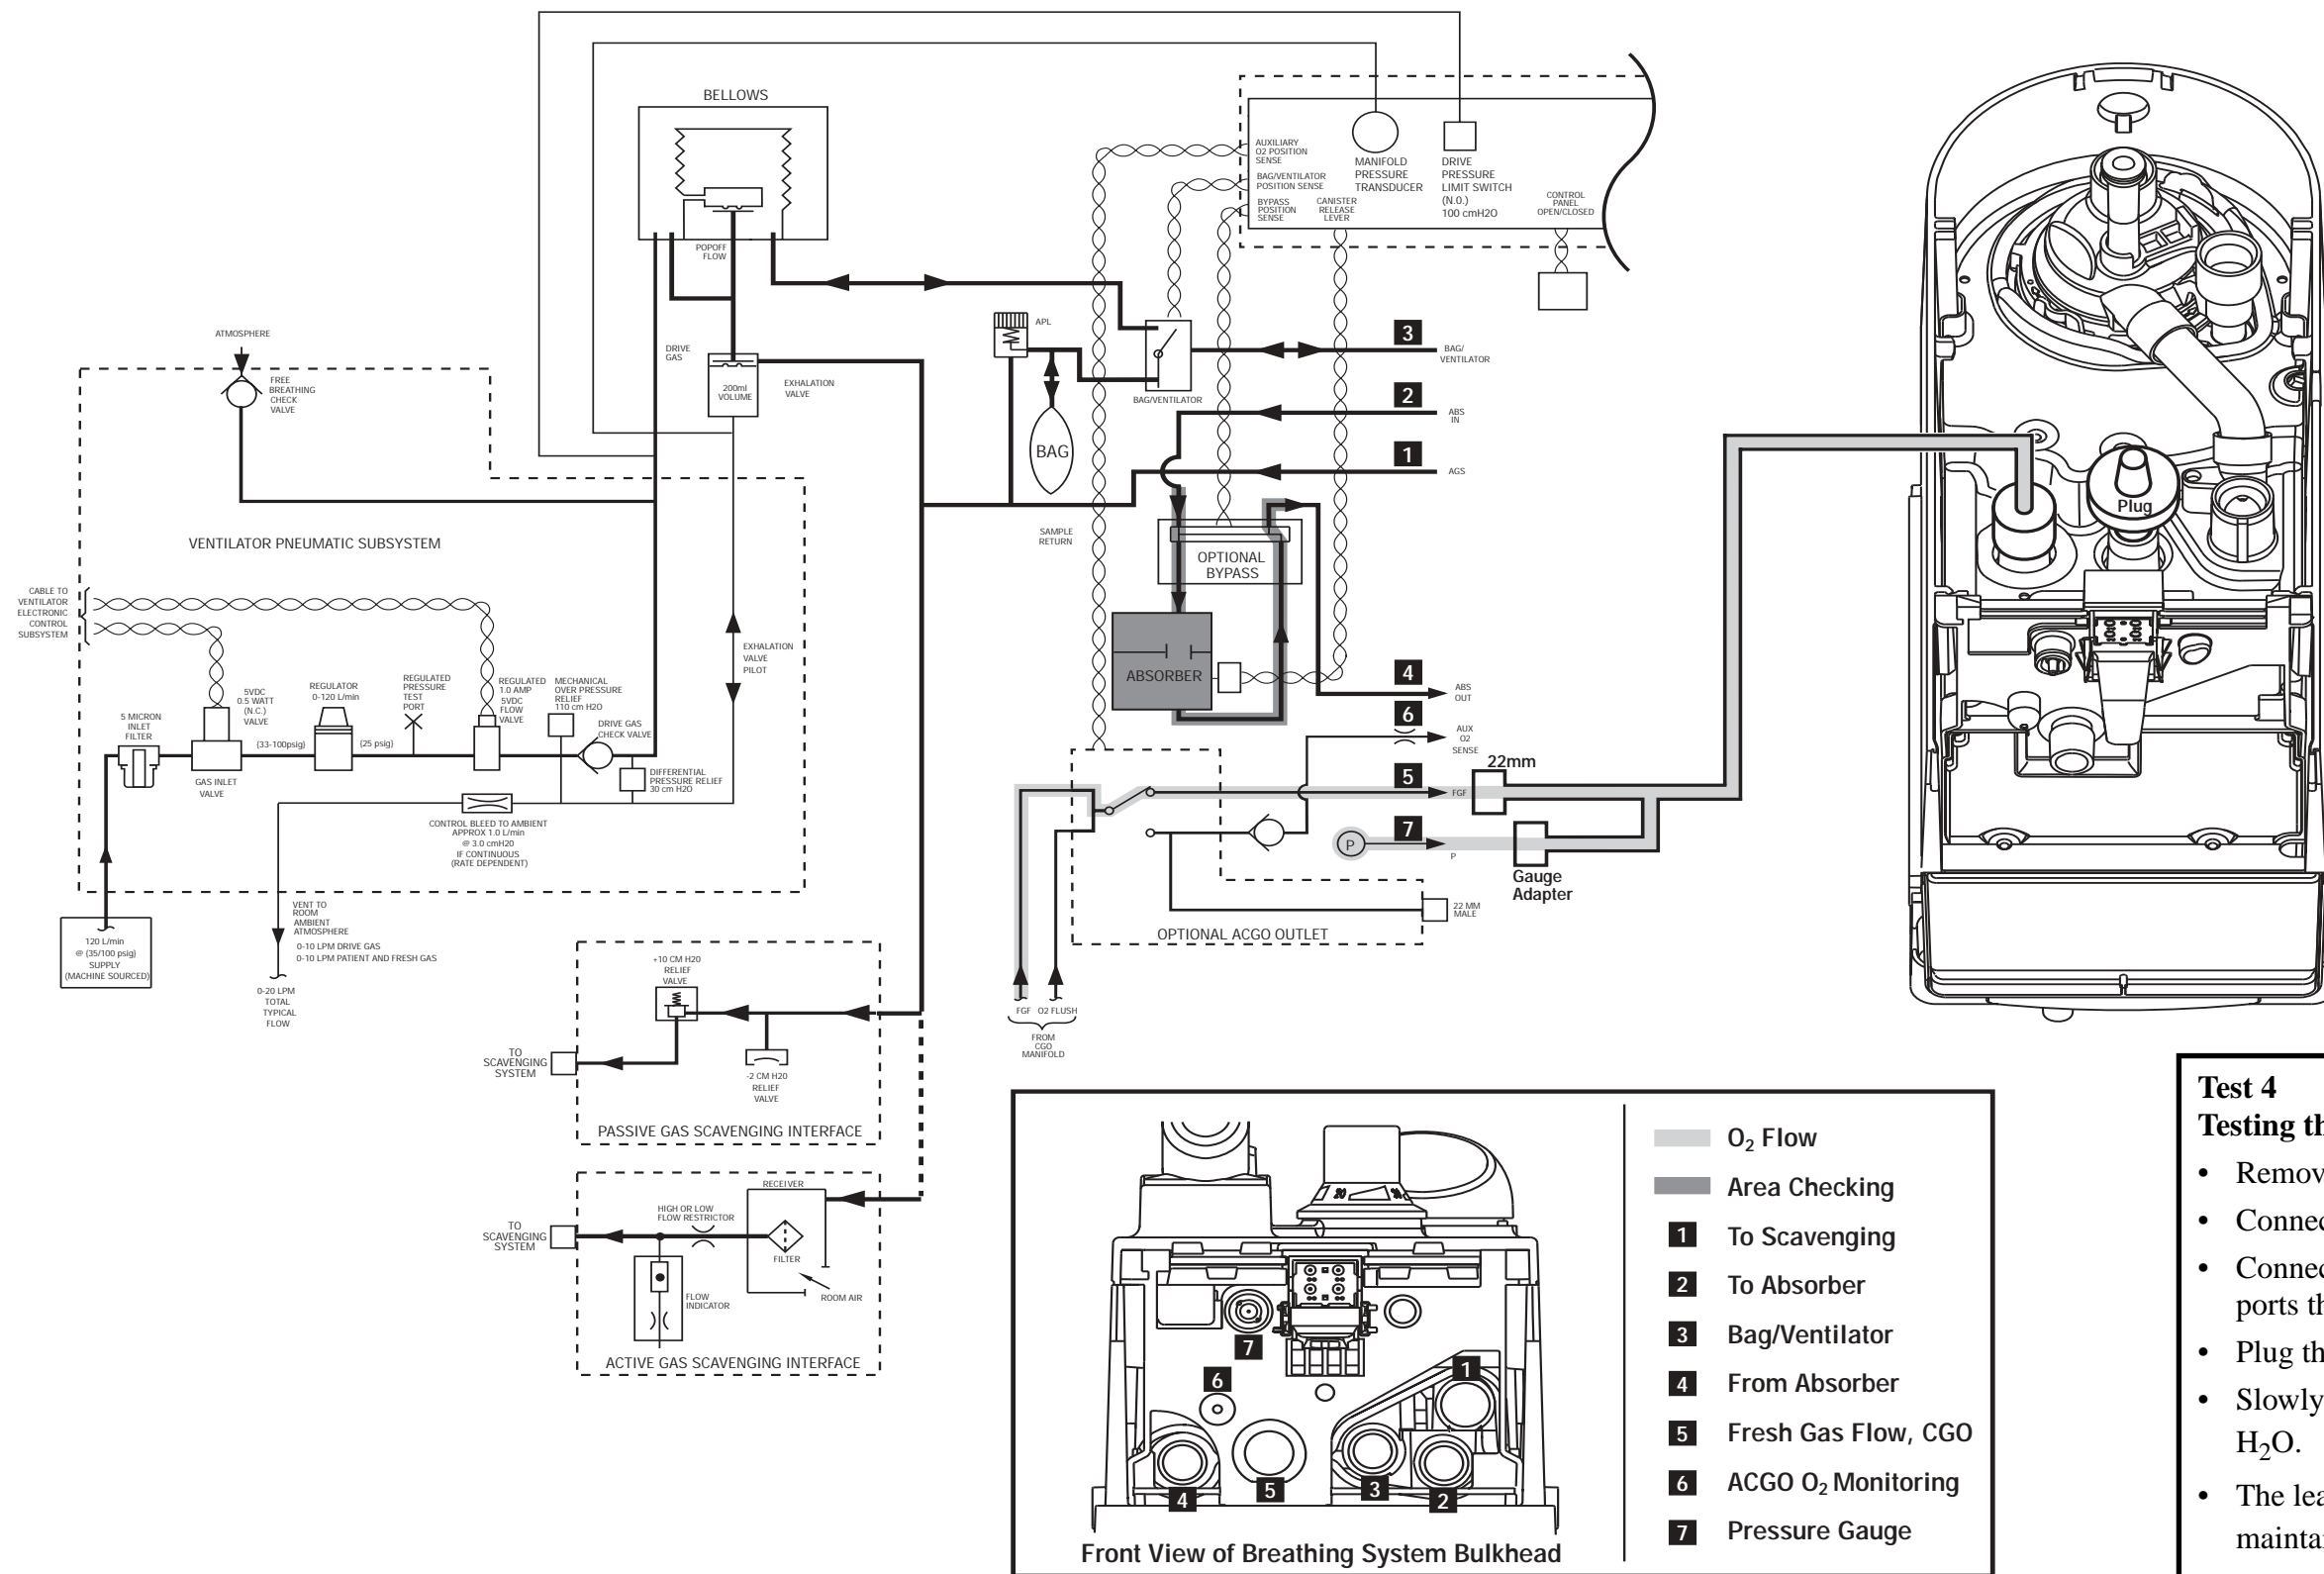 BELLOWS
POPOFF
FLOW
AUXILIARY
O2 POSITION
SENSE
BAG/VENTILATOR
POSITION SENSE
BYPASS
POSITION
SENSE
CANISTER
RELEASE
LEVER
MANIFOLD
PRESSURE
TRANSDUCER
DRIVE
PRESSURE
LIMIT SWITCH
(N.O.)
100 cmH2O
CONTROL
PANEL
OPEN/CLOSED
ATMOSPHERE
FREE
BREATHING
CHECK
VALVE
DRIVE
GAS
200ml
VOLUME
EXHALATION
VALVE
APL
BAG
BAG/VENTILATOR
3
BAG/
VENTILATOR
2
ABS
IN
1
AGS
SAMPLE
RETURN
OPTIONAL
BYPASS
ABSORBER
4
ABS
OUT
6
AUX
O2
SENSE
5
FGF
22mm
7
P
P
Gauge
Adapter
22 MM
MALE
OPTIONAL ACGO OUTLET
FGF O2 FLUSH
FROM
CGO
MANIFOLD
Plug
VENTILATOR PNEUMATIC SUBSYSTEM
CABLE TO
VENTILATOR
ELECTRONIC
CONTROL
SUBSYSTEM
5 MICRON
INLET
FILTER
5VDC
0.5 WATT
(N.C.)
VALVE
GAS INLET
VALVE
(33-100psig)
REGULATOR
0-120 L/min
(25 psig)
REGULATED
PRESSURE
TEST
PORT
REGULATED
1.0 AMP
5VDC
FLOW
VALVE
MECHANICAL
OVER PRESSURE
RELIEF
110 cm H2O
DRIVE GAS
CHECK VALVE
DIFFERENTIAL
PRESSURE RELIEF
30 cm H2O
EXHALATION
VALVE
PILOT
CONTROL BLEED TO AMBIENT
APPROX 1.0 L/min
@ 3.0 cmH20
IF CONTINUOUS
(RATE DEPENDENT)
120 L/min
@ (35/100 psig)
SUPPLY
(MACHINE SOURCED)
VENT TO
ROOM
AMBIENT
ATMOSPHERE
0-10 LPM DRIVE GAS
0-10 LPM PATIENT AND FRESH GAS
0-20 LPM
TOTAL
TYPICAL
FLOW
+10 CM H20
RELIEF
VALVE
TO
SCAVENGING
SYSTEM
-2 CM H20
RELIEF
VALVE
PASSIVE GAS SCAVENGING INTERFACE
RECEIVER
HIGH OR LOW
FLOW RESTRICTOR
TO
SCAVENGING
SYSTEM
FILTER
FLOW
INDICATOR
ROOM AIR
ACTIVE GAS SCAVENGING INTERFACE
7
6
1
4
5
3
2
Front View of Breathing System Bulkhead
O2 Flow
Area Checking
1 To Scavenging
2 To Absorber
3 Bag/Ventilator
4 From Absorber
5 Fresh Gas Flow, CGO
6 ACGO O2 Monitoring
7 Pressure Gauge
Test 4
Testing th
• Remov
• Connec
• Connec
ports th
• Plug th
• Slowly
H2O.
• The lea
maintai